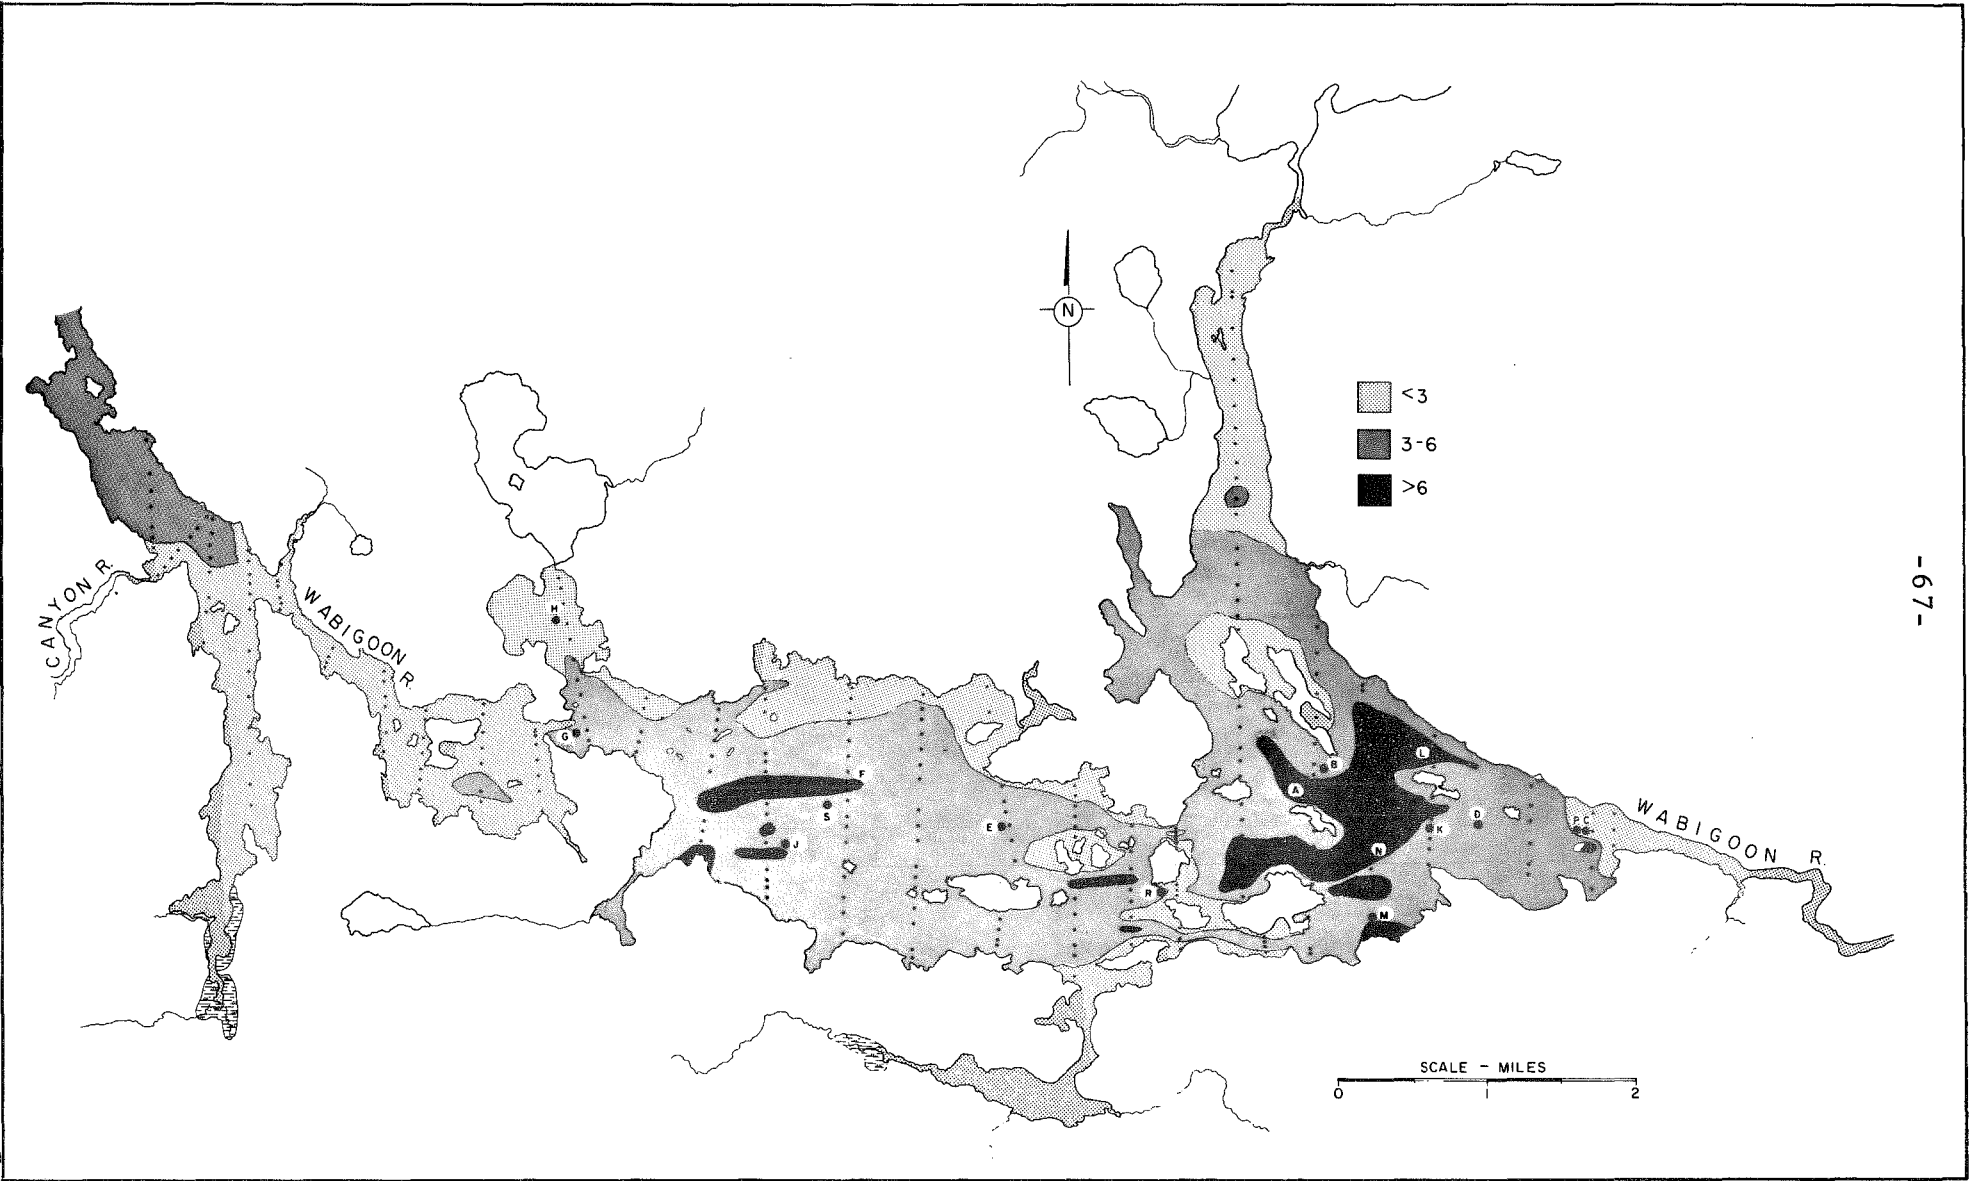 N
<3
3-6
>6
CANYON R.
WABIGOON R.
H
G
F
S
J
E
R
B
L
A
K
D
N
M
P C
WABIGOON R.
SCALE - MILES
0 1 2
-67-